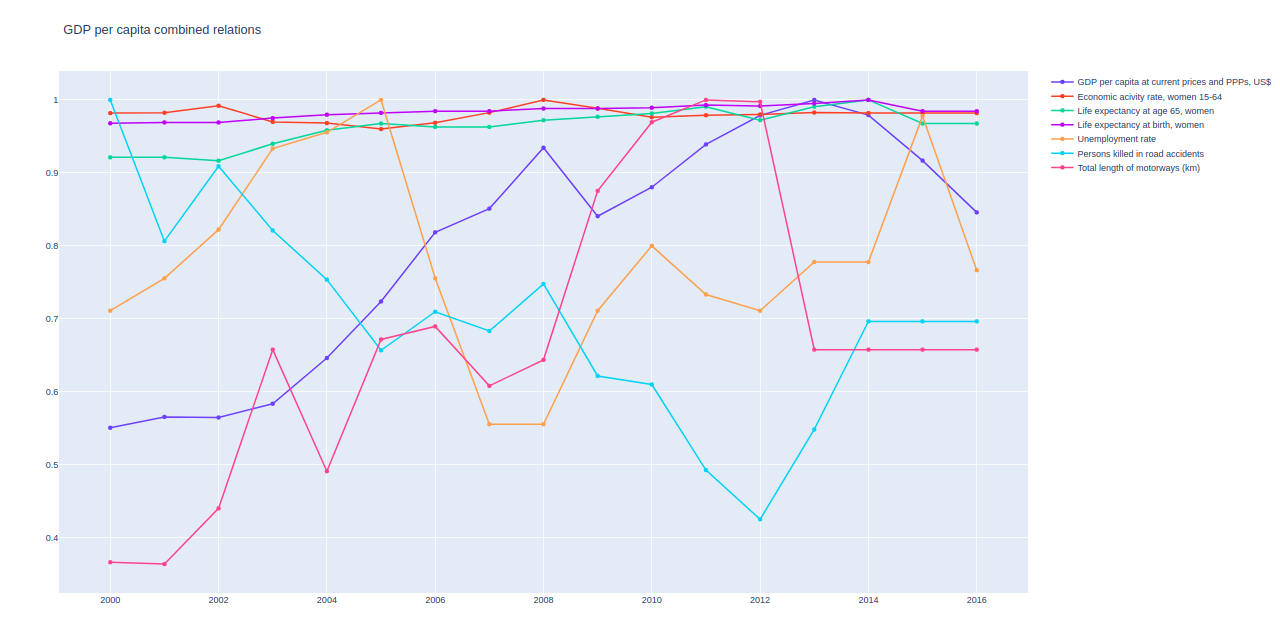 GDP per capita combined relations
1
0.9
0.8
0.7
0.6
0.5
0.4
2000 2002 2004 2006 2008 2010 2012 2014 2016
GDP per capita at current prices and PPPs, US$
Economic acivity rate, women 15-64
Life expectancy at age 65, women
Life expectancy at birth, women
Unemployment rate
Persons killed in road accidents
Total length of motorways (km)